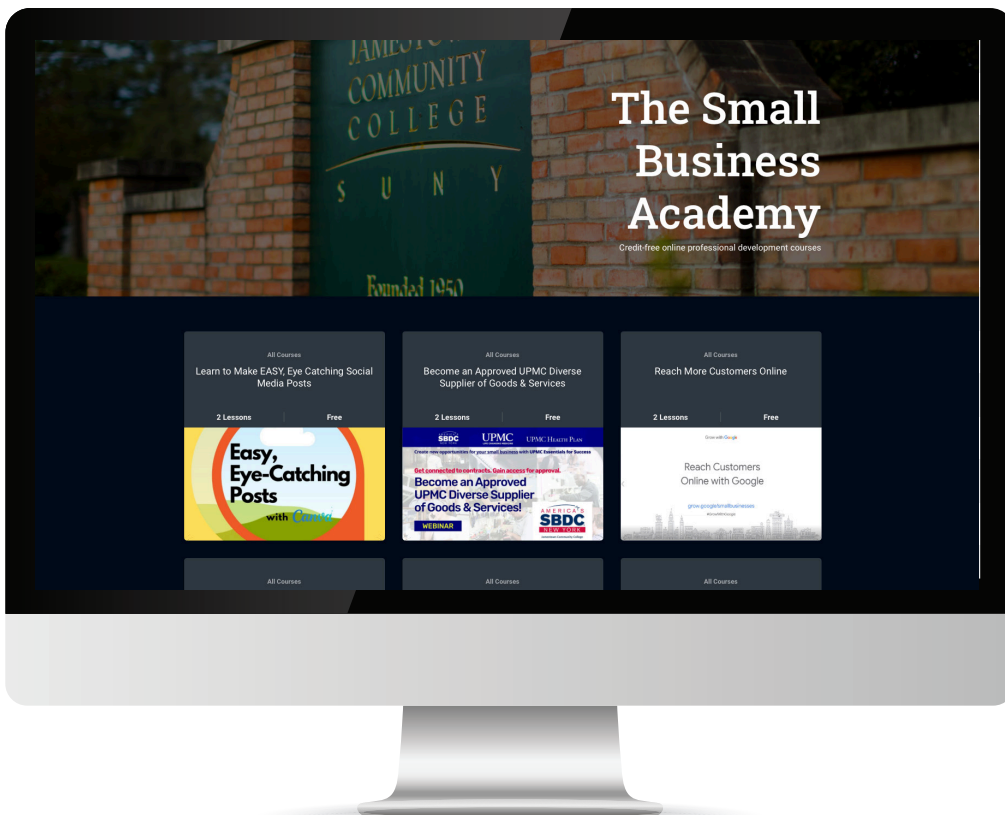 JAMESTOWN
COMMUNITY
COLLEGE
SUNY
Founded 1950
The Small
Business
Academy
Credit-free online professional development courses
All Courses
Learn to Make EASY, Eye Catching Social
Media Posts
2 Lessons
Free
Easy,
Eye-Catching
Posts
with Canva
All Courses
Become an Approved UPMC Diverse
Supplier of Goods & Services
2 Lessons
Free
SBDC
UPMC
UPMC HEALTH PLAN
Create new opportunities for your small business with UPMC Essentials for Success
Get connected to contracts. Gain access for approval.
Become an Approved
UPMC Diverse Supplier
of Goods & Services!
WEBINAR
AMERICA'S
SBDC
NEW YORK
Jamestown Community College
All Courses
Reach More Customers Online
2 Lessons
Free
Grow with Google
Reach Customers
Online with Google
grow.google/smallbusinesses
#GrowWithGoogle
All Courses
All Courses
All Courses